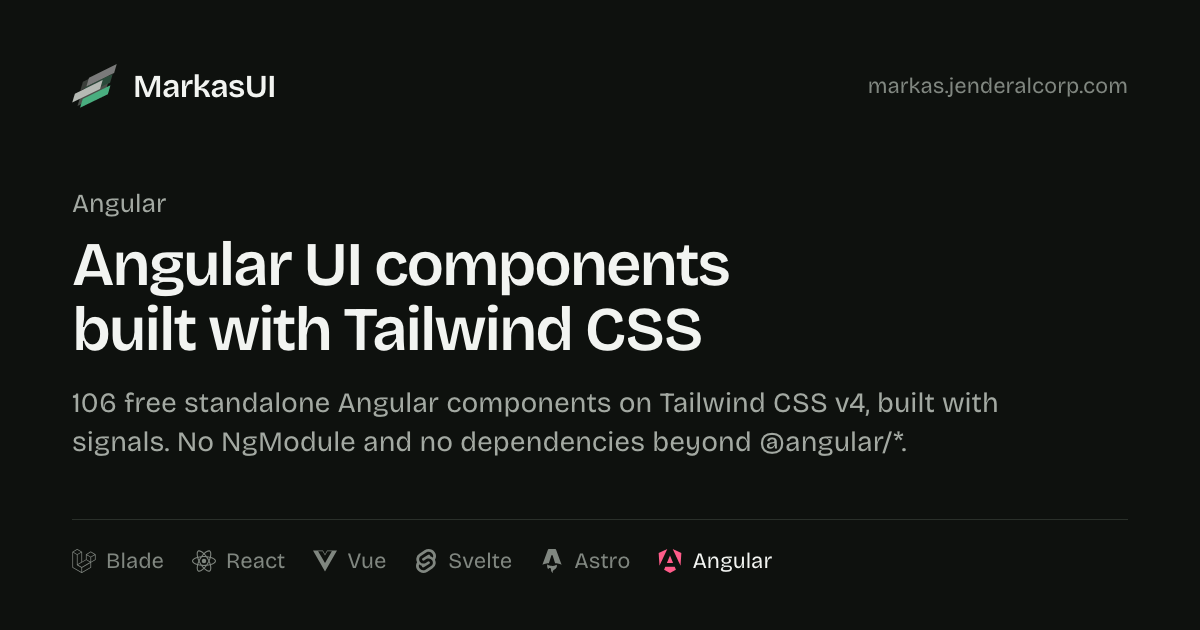 MarkasUI
markas.jenderalcorp.com
Angular
Angular UI components
built with Tailwind CSS
106 free standalone Angular components on Tailwind CSS v4, built with
signals. No NgModule and no dependencies beyond @angular/*.
Blade React Vue Svelte Astro Angular